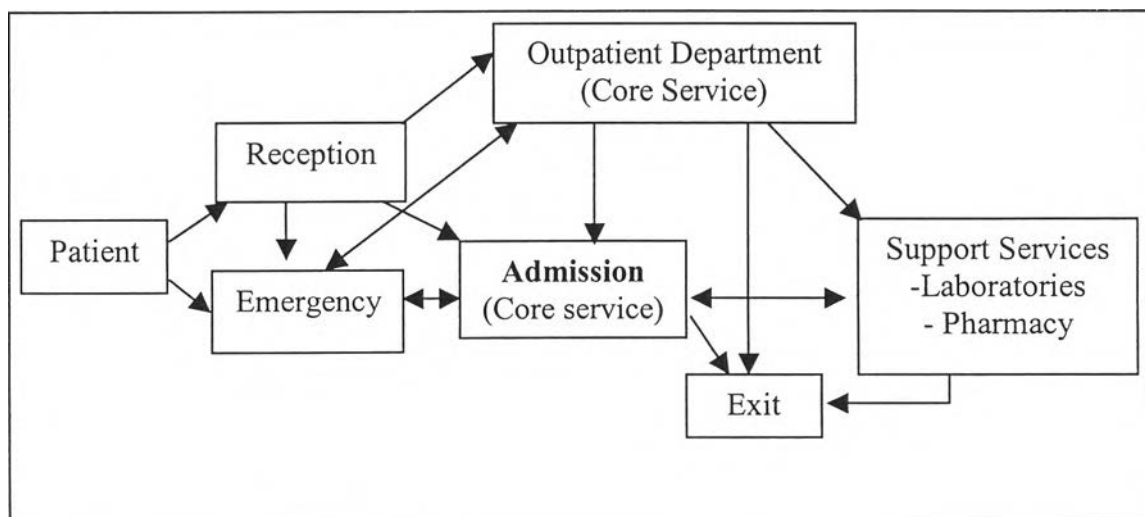 Outpatient Department
(Core Service)
Reception
Patient
Emergency
Admission
(Core service)
Support Services
-Laboratories
- Pharmacy
Exit